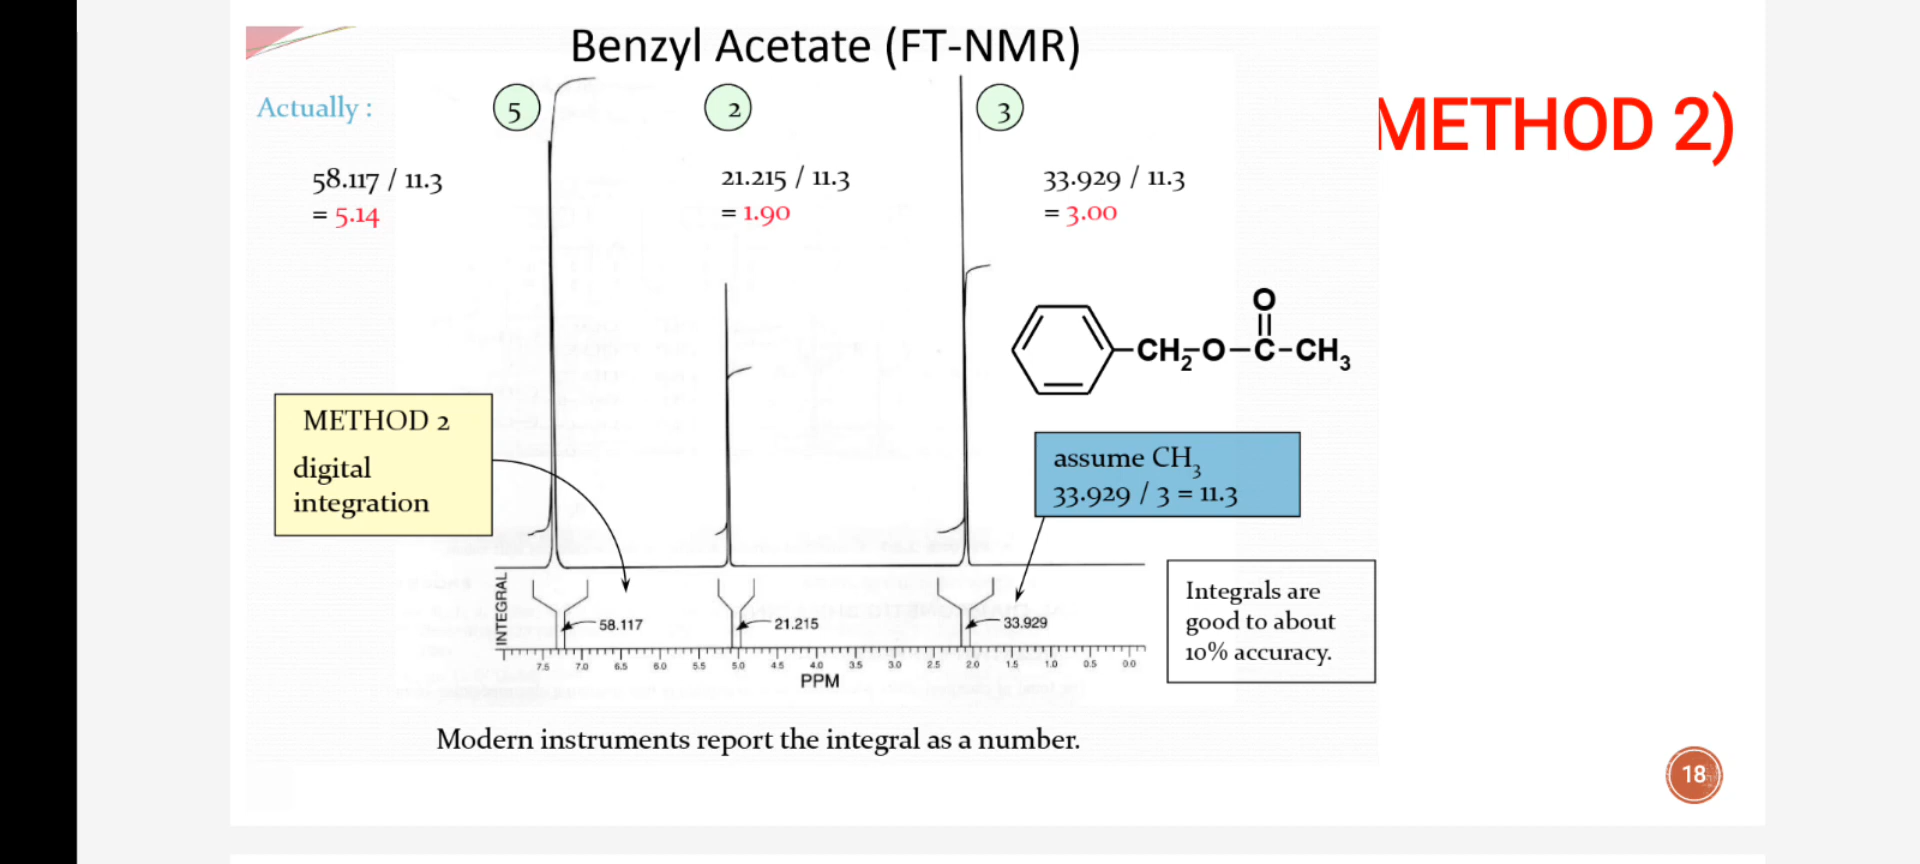 Benzyl Acetate (FT-NMR)
METHOD 2)
Actually :
5
2
3
58.117 / 11.3
= 5.14
21.215 / 11.3
= 1.90
33.929 / 11.3
= 3.00
O
CH2-O-C-CH3
METHOD 2
digital
integration
assume CH3
33.929 / 3 = 11.3
Integrals are
good to about
10% accuracy.
INTEGRAL
58.117
21.215
33.929
7.5 7.0 6.5 6.0 5.5 5.0 4.5 4.0 3.5 3.0 2.5 2.0 1.5 1.0 0.5 0.0
PPM
Modern instruments report the integral as a number.
18